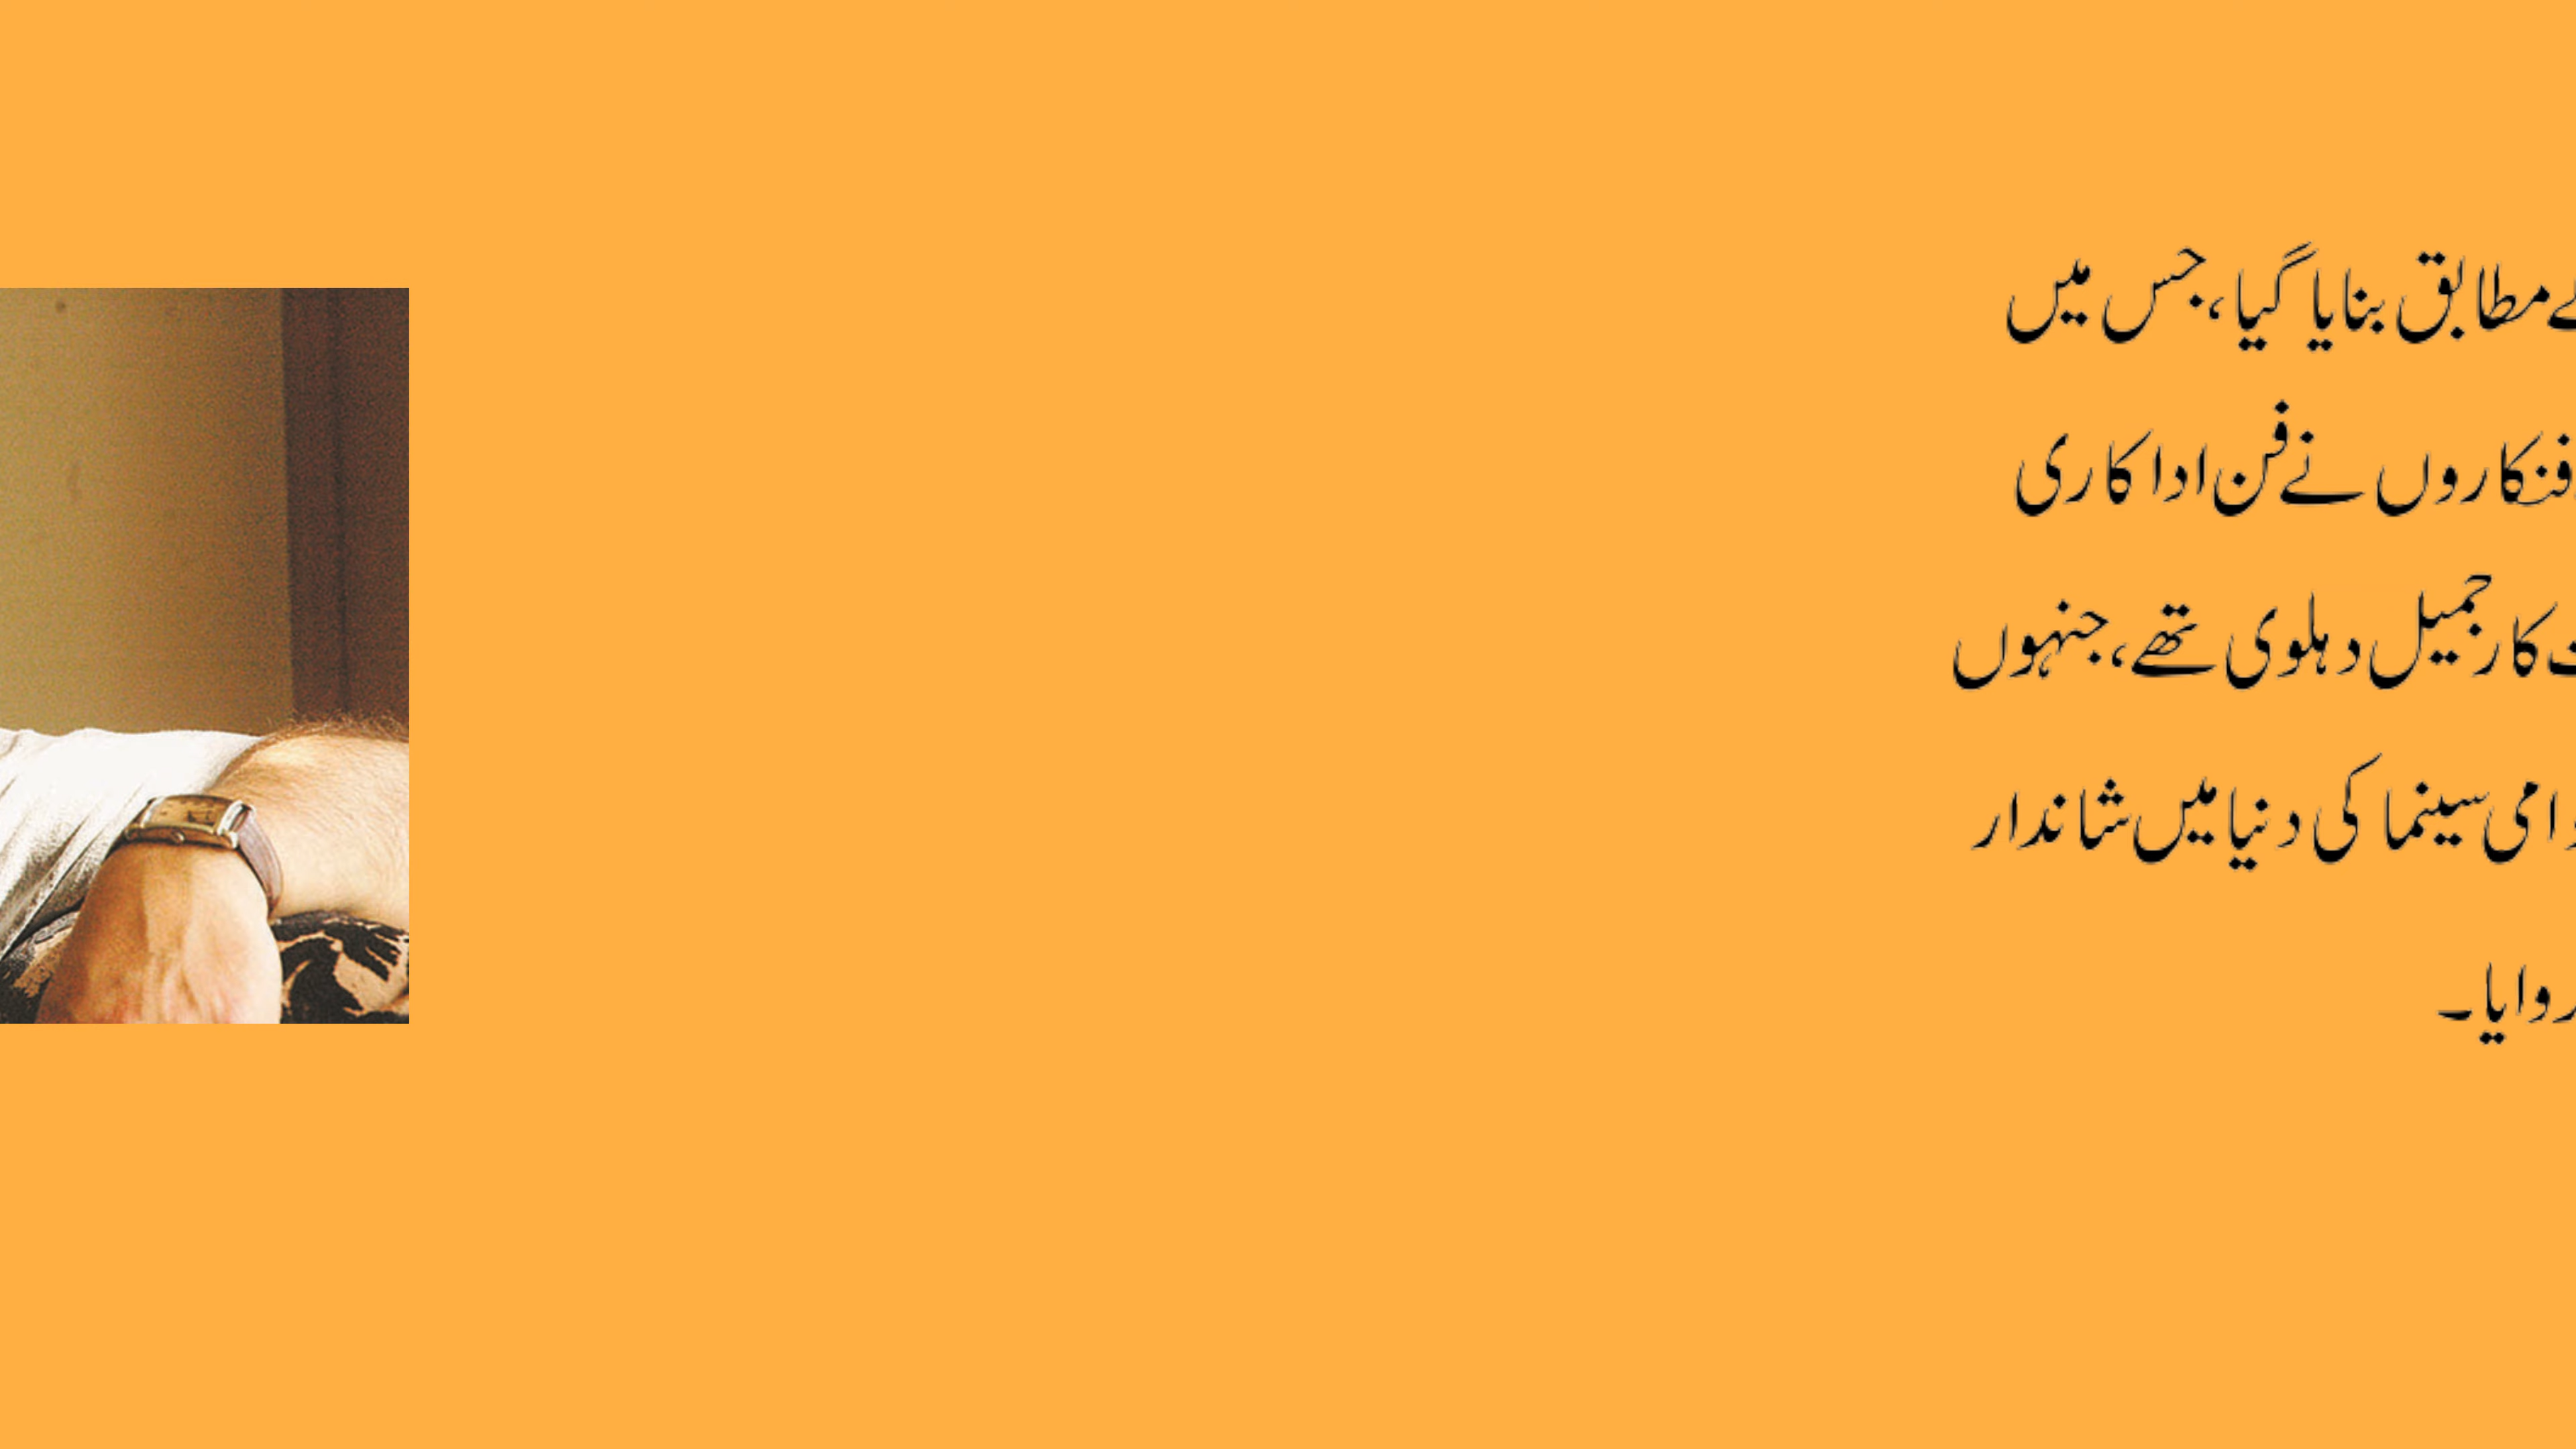 مطابق بنایا گیا، جس میں
فنکاروں نے فن اداکاری
کار جمیل دہلوی تھے، جنہوں
سینما کی دنیا میں شاندار